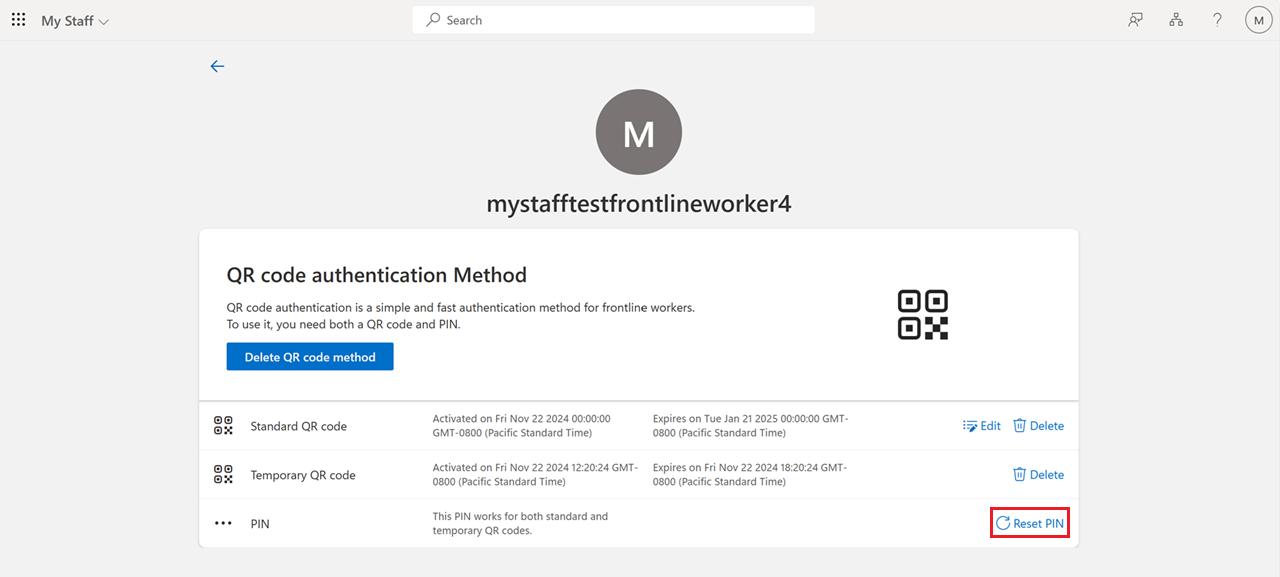 My Staff
Search
M
M
mystafftestfrontlineworker4
QR code authentication Method
QR code authentication is a simple and fast authentication method for frontline workers.
To use it, you need both a QR code and PIN.
Delete QR code method
Standard QR code
Activated on Fri Nov 22 2024 00:00:00
GMT-0800 (Pacific Standard Time)
Expires on Tue Jan 21 2025 00:00:00 GMT-
0800 (Pacific Standard Time)
Edit
Delete
Temporary QR code
Activated on Fri Nov 22 2024 12:20:24 GMT-
0800 (Pacific Standard Time)
Expires on Fri Nov 22 2024 18:20:24 GMT-
0800 (Pacific Standard Time)
Delete
PIN
This PIN works for both standard and
temporary QR codes.
Reset PIN